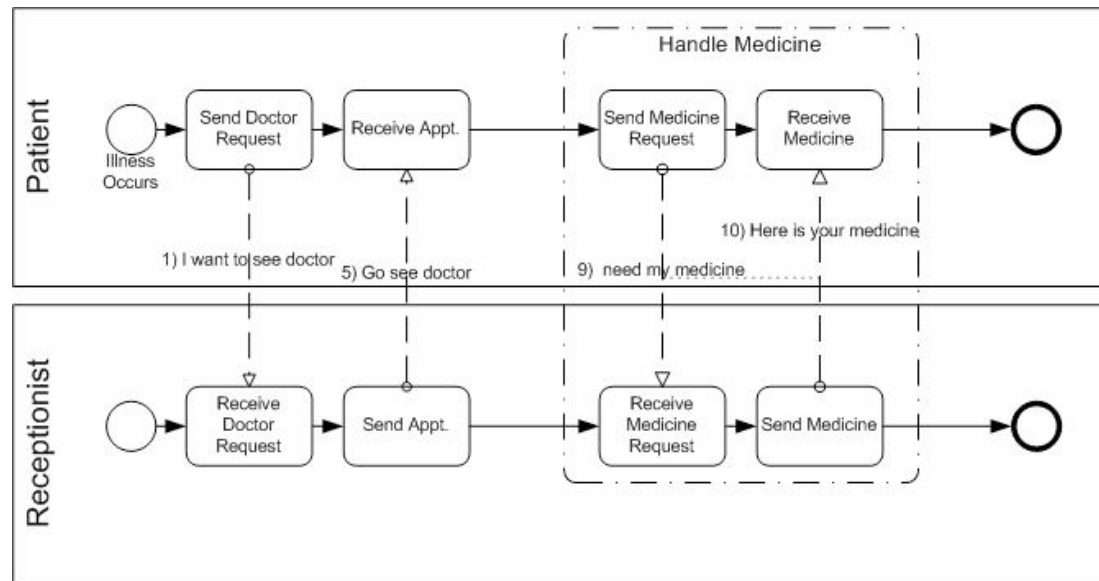 Patient
Handle Medicine
Send Doctor
Request
Receive Appt.
Send Medicine
Request
Receive
Medicine
Illness
Occurs
1) I want to see doctor
5) Go see doctor
9)  need my medicine
10) Here is your medicine
Receptionist
Receive
Doctor
Request
Send Appt.
Receive
Medicine
Request
Send Medicine